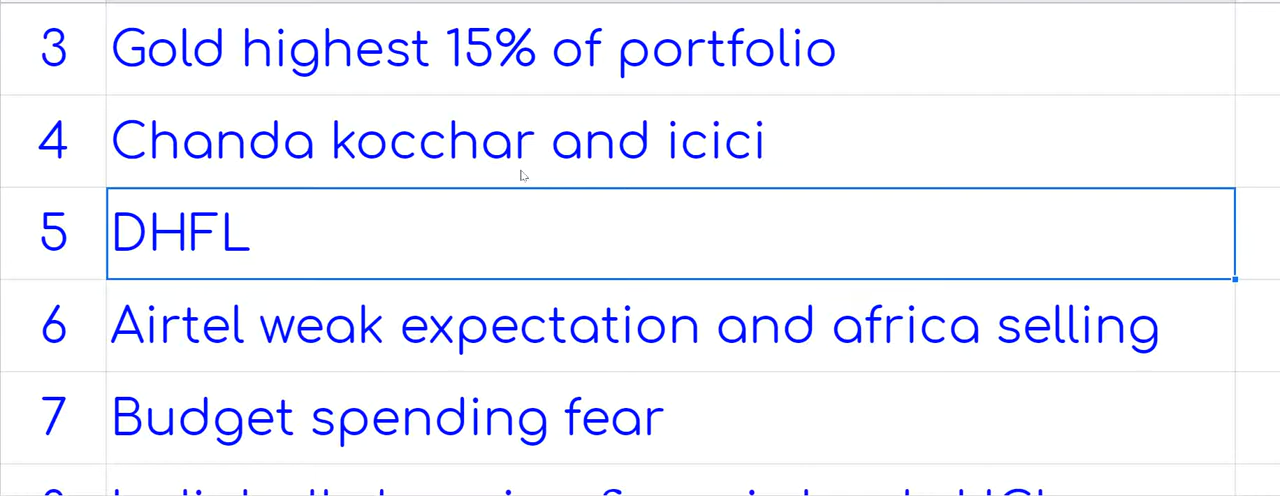 3 Gold highest 15% of portfolio
4 Chanda kocchar and icici
5 DHFL
6 Airtel weak expectation and africa selling
7 Budget spending fear